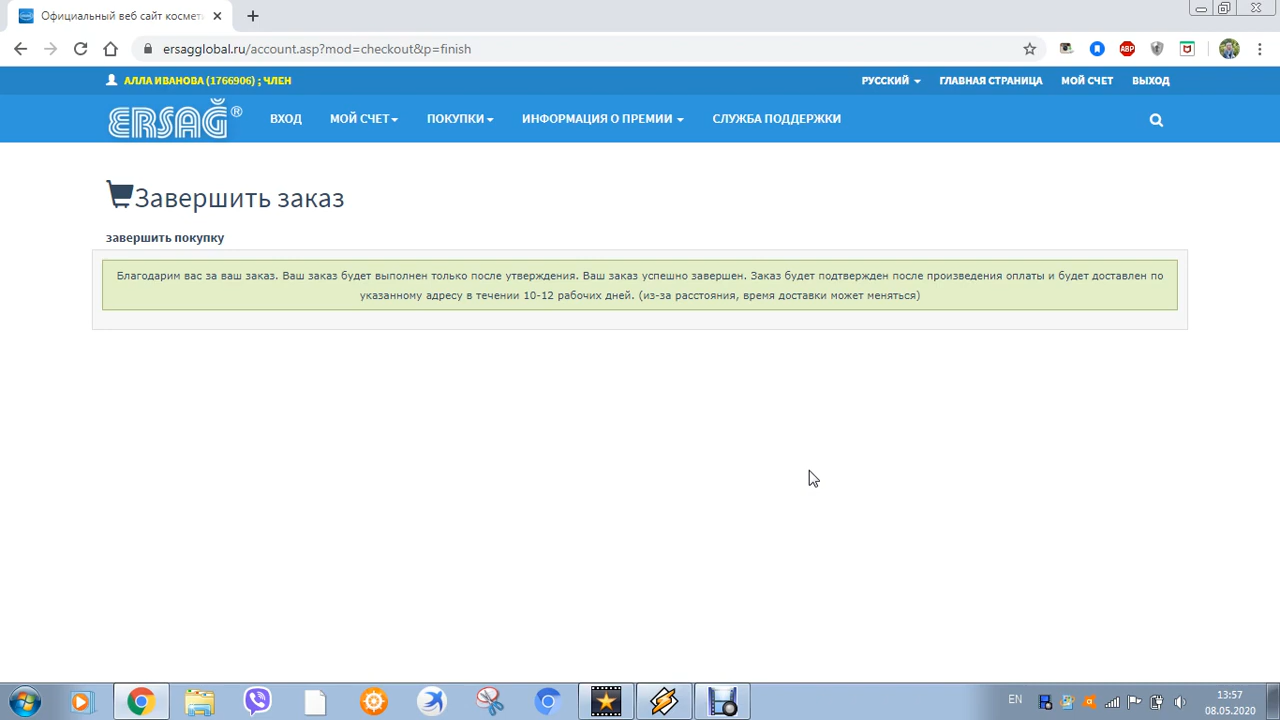 Официальный веб сайт космети
ersagglobal.ru/account.asp?mod=checkout&p=finish
ABP
АЛЛА ИВАНОВА (1766906) ; ЧЛЕН
РУССКИЙ ГЛАВНАЯ СТРАНИЦА МОЙ СЧЕТ ВЫХОД
ERSAĞ® ВХОД МОЙ СЧЕТ ПОКУПКИ ИНФОРМАЦИЯ О ПРЕМИИ СЛУЖБА ПОДДЕРЖКИ
Завершить заказ
завершить покупку
Благодарим вас за ваш заказ. Ваш заказ будет выполнен только после утверждения. Ваш заказ успешно завершен. Заказ будет подтвержден после произведения оплаты и будет доставлен по
указанному адресу в течении 10-12 рабочих дней. (из-за расстояния, время доставки может меняться)
EN
13:57
08.05.2020